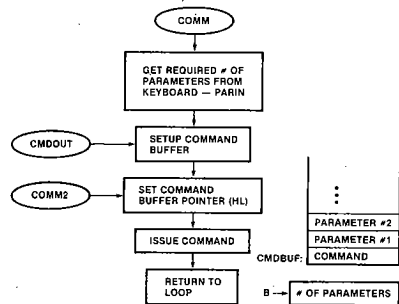 COMM
GET REQUIRED # OF
PARAMETERS FROM
KEYBOARD — PARIN
CMDOUT
SETUP COMMAND
BUFFER
COMM2
SET COMMAND
BUFFER POINTER (HL)
ISSUE COMMAND
RETURN TO
LOOP
PARAMETER #2
PARAMETER #1
CMDBUF: COMMAND
B → # OF PARAMETERS